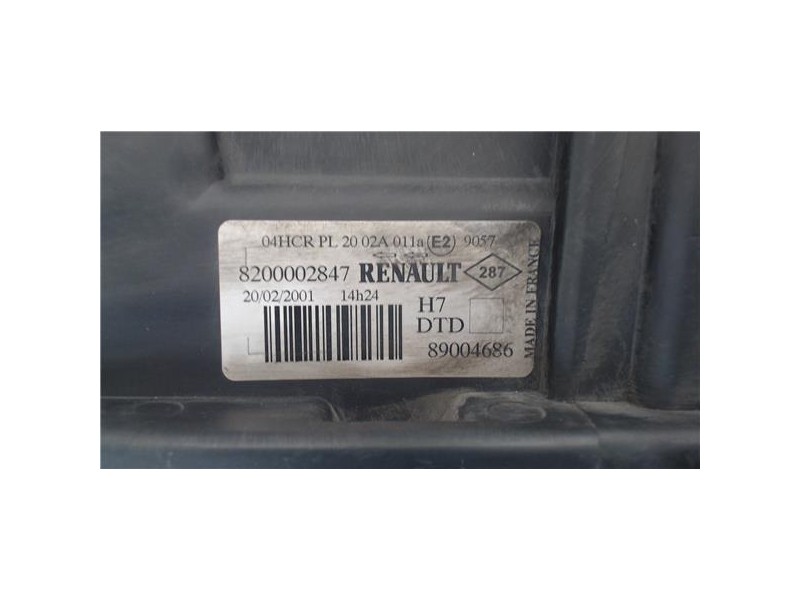 04HCR PL 20 02A 011a E2 9057
8200002847 RENAULT 287
20/02/2001 14h24
H7
DTD
89004686
MADE IN FRANCE